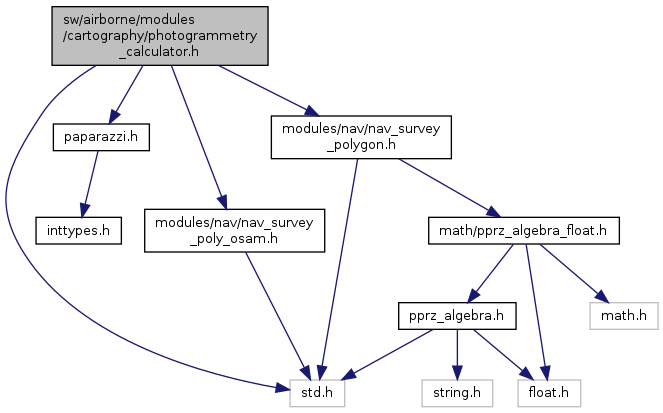 sw/airborne/modules
/cartography/photogrammetry
_calculator.h
modules/nav/nav_survey
_polygon.h
paparazzi.h
inttypes.h
modules/nav/nav_survey
_poly_osam.h
math/pprz_algebra_float.h
pprz_algebra.h
math.h
std.h
string.h
float.h